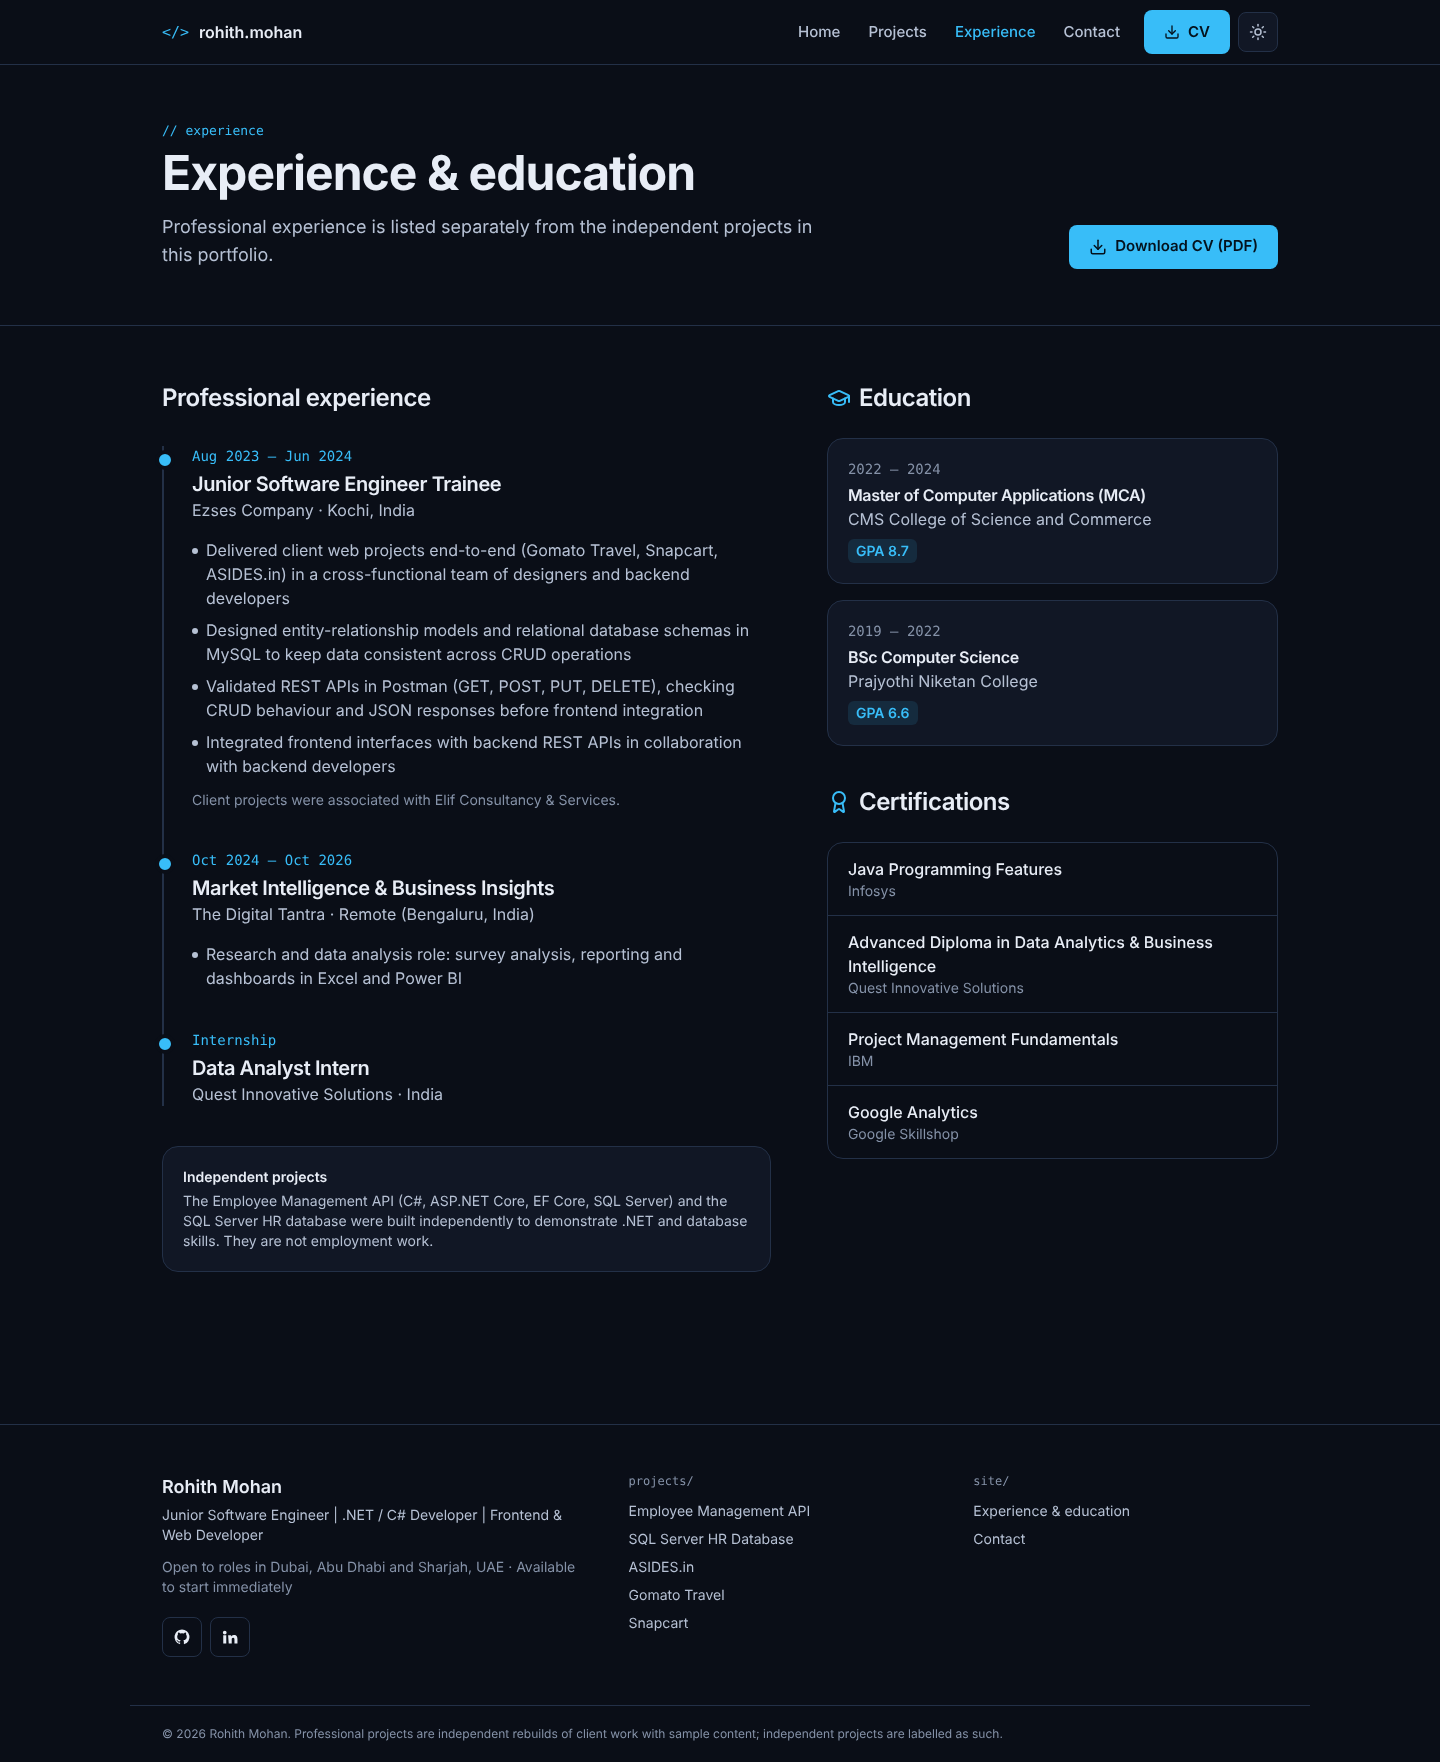 </> rohith.mohan
Home Projects Experience Contact CV
// experience
Experience & education
Professional experience is listed separately from the independent projects in
this portfolio.
Download CV (PDF)
Professional experience
Aug 2023 — Jun 2024
Junior Software Engineer Trainee
Ezses Company · Kochi, India
• Delivered client web projects end-to-end (Gomato Travel, Snapcart,
ASIDES.in) in a cross-functional team of designers and backend
developers
• Designed entity-relationship models and relational database schemas in
MySQL to keep data consistent across CRUD operations
• Validated REST APIs in Postman (GET, POST, PUT, DELETE), checking
CRUD behaviour and JSON responses before frontend integration
• Integrated frontend interfaces with backend REST APIs in collaboration
with backend developers
Client projects were associated with Elif Consultancy & Services.
Oct 2024 — Oct 2026
Market Intelligence & Business Insights
The Digital Tantra · Remote (Bengaluru, India)
• Research and data analysis role: survey analysis, reporting and
dashboards in Excel and Power BI
Internship
Data Analyst Intern
Quest Innovative Solutions · India
Independent projects
The Employee Management API (C#, ASP.NET Core, EF Core, SQL Server) and the
SQL Server HR database were built independently to demonstrate .NET and database
skills. They are not employment work.
Education
2022 — 2024
Master of Computer Applications (MCA)
CMS College of Science and Commerce
GPA 8.7
2019 — 2022
BSc Computer Science
Prajyothi Niketan College
GPA 6.6
Certifications
Java Programming Features
Infosys
Advanced Diploma in Data Analytics & Business
Intelligence
Quest Innovative Solutions
Project Management Fundamentals
IBM
Google Analytics
Google Skillshop
Rohith Mohan
Junior Software Engineer | .NET / C# Developer | Frontend &
Web Developer
Open to roles in Dubai, Abu Dhabi and Sharjah, UAE · Available
to start immediately
in
projects/
Employee Management API
SQL Server HR Database
ASIDES.in
Gomato Travel
Snapcart
site/
Experience & education
Contact
© 2026 Rohith Mohan. Professional projects are independent rebuilds of client work with sample content; independent projects are labelled as such.